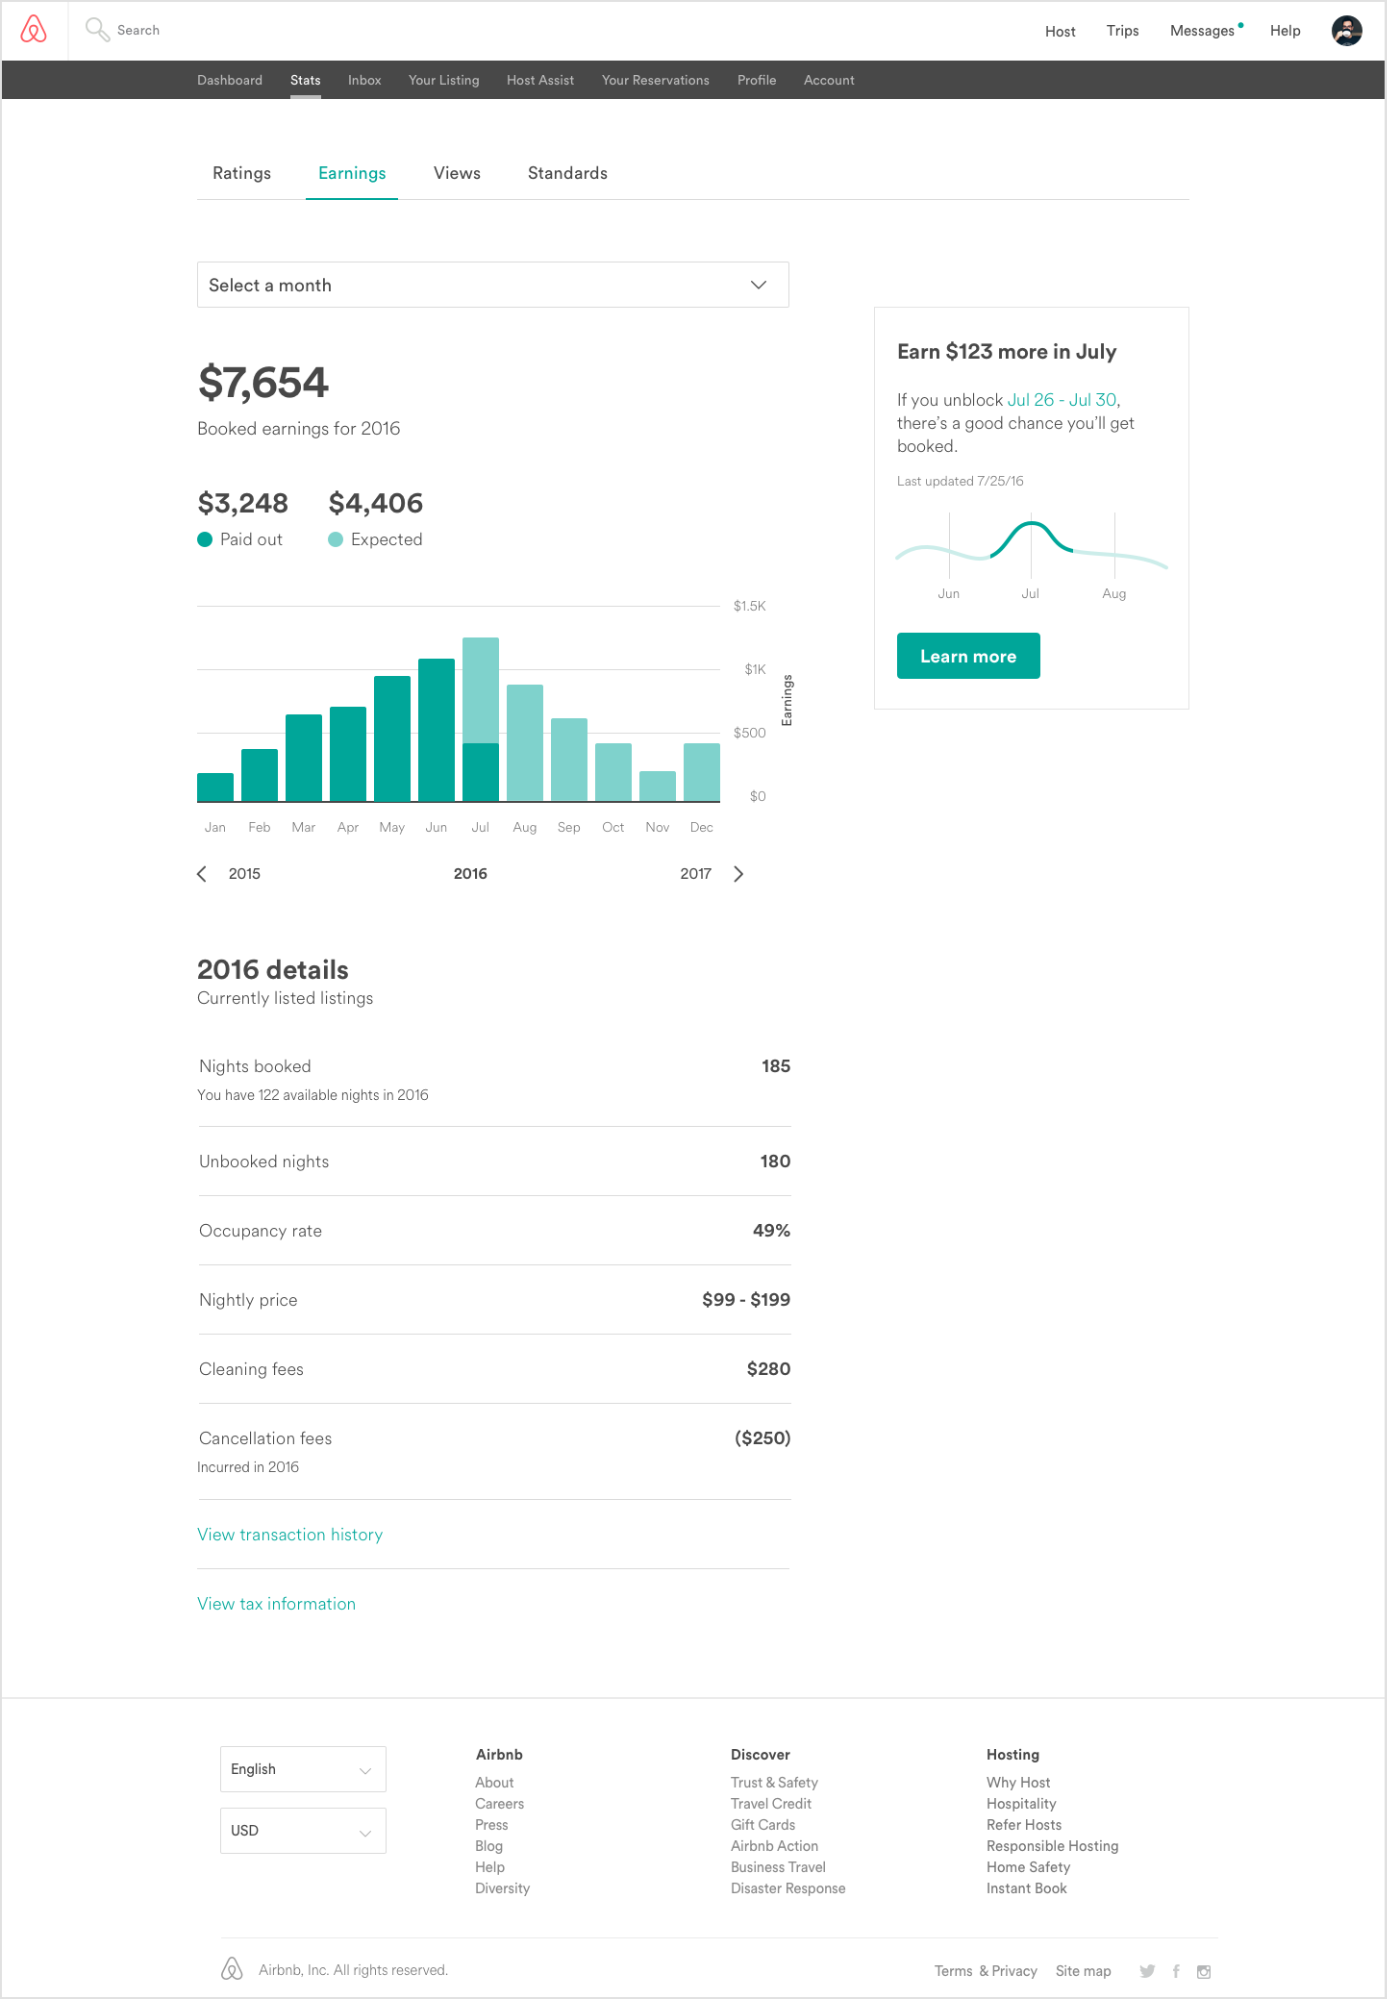 Search
Host Trips Messages Help
Dashboard Stats Inbox Your Listing Host Assist Your Reservations Profile Account
Ratings Earnings Views Standards
Select a month
$7,654
Booked earnings for 2016
$3,248 $4,406
Paid out Expected
$1.5K
$1K
$500
$0
Earnings
Jan Feb Mar Apr May Jun Jul Aug Sep Oct Nov Dec
2015 2016 2017
Earn $123 more in July
If you unblock Jul 26 - Jul 30,
there's a good chance you'll get
booked.
Last updated 7/25/16
Jun Jul Aug
Learn more
2016 details
Currently listed listings
Nights booked 185
You have 122 available nights in 2016
Unbooked nights 180
Occupancy rate 49%
Nightly price $99 - $199
Cleaning fees $280
Cancellation fees ($250)
Incurred in 2016
View transaction history
View tax information
English
USD
Airbnb
About
Careers
Press
Blog
Help
Diversity
Discover
Trust & Safety
Travel Credit
Gift Cards
Airbnb Action
Business Travel
Disaster Response
Hosting
Why Host
Hospitality
Refer Hosts
Responsible Hosting
Home Safety
Instant Book
Airbnb, Inc. All rights reserved.
Terms & Privacy Site map